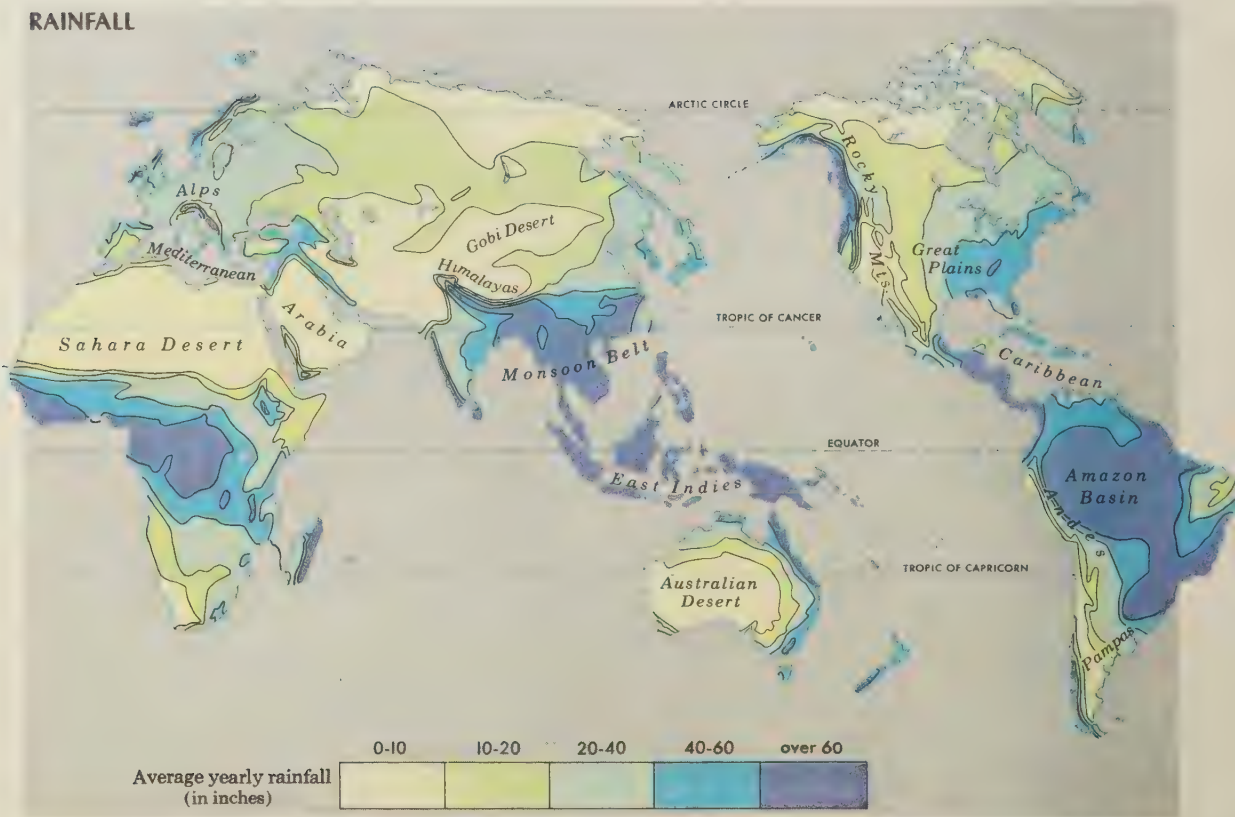 RAINFALL
ARCTIC CIRCLE
Rocky Mts.
Alps
Gobi Desert
Great
Plains
Mediterranean
Himalayas
Arabia
TROPIC OF CANCER
Sahara Desert
Monsoon Belt
Caribbean
EQUATOR
Amazon
Basin
East Indies
Andes
TROPIC OF CAPRICORN
Australian
Desert
Pampas
0-10 10-20 20-40 40-60 over 60
Average yearly rainfall
(in inches)